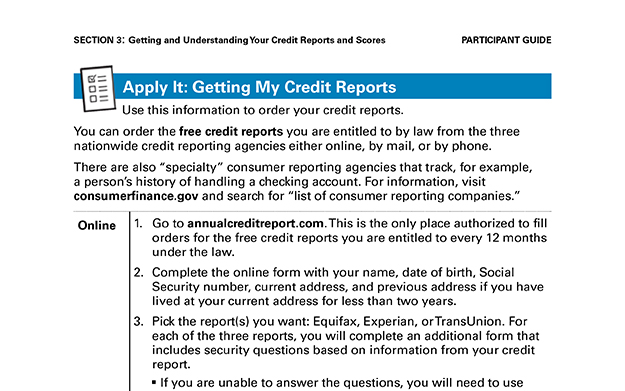 SECTION 3: Getting and Understanding Your Credit Reports and Scores PARTICIPANT GUIDE
Apply It: Getting My Credit Reports
Use this information to order your credit reports.
You can order the free credit reports you are entitled to by law from the three
nationwide credit reporting agencies either online, by mail, or by phone.
There are also “specialty” consumer reporting agencies that track, for example,
a person’s history of handling a checking account. For information, visit
consumerfinance.gov and search for “list of consumer reporting companies.”
Online
1. Go to annualcreditreport.com. This is the only place authorized to fill
orders for the free credit reports you are entitled to every 12 months
under the law.
2. Complete the online form with your name, date of birth, Social
Security number, current address, and previous address if you have
lived at your current address for less than two years.
3. Pick the report(s) you want: Equifax, Experian, or TransUnion. For
each of the three reports, you will complete an additional form that
includes security questions based on information from your credit
report.
▪ If you are unable to answer the questions, you will need to use